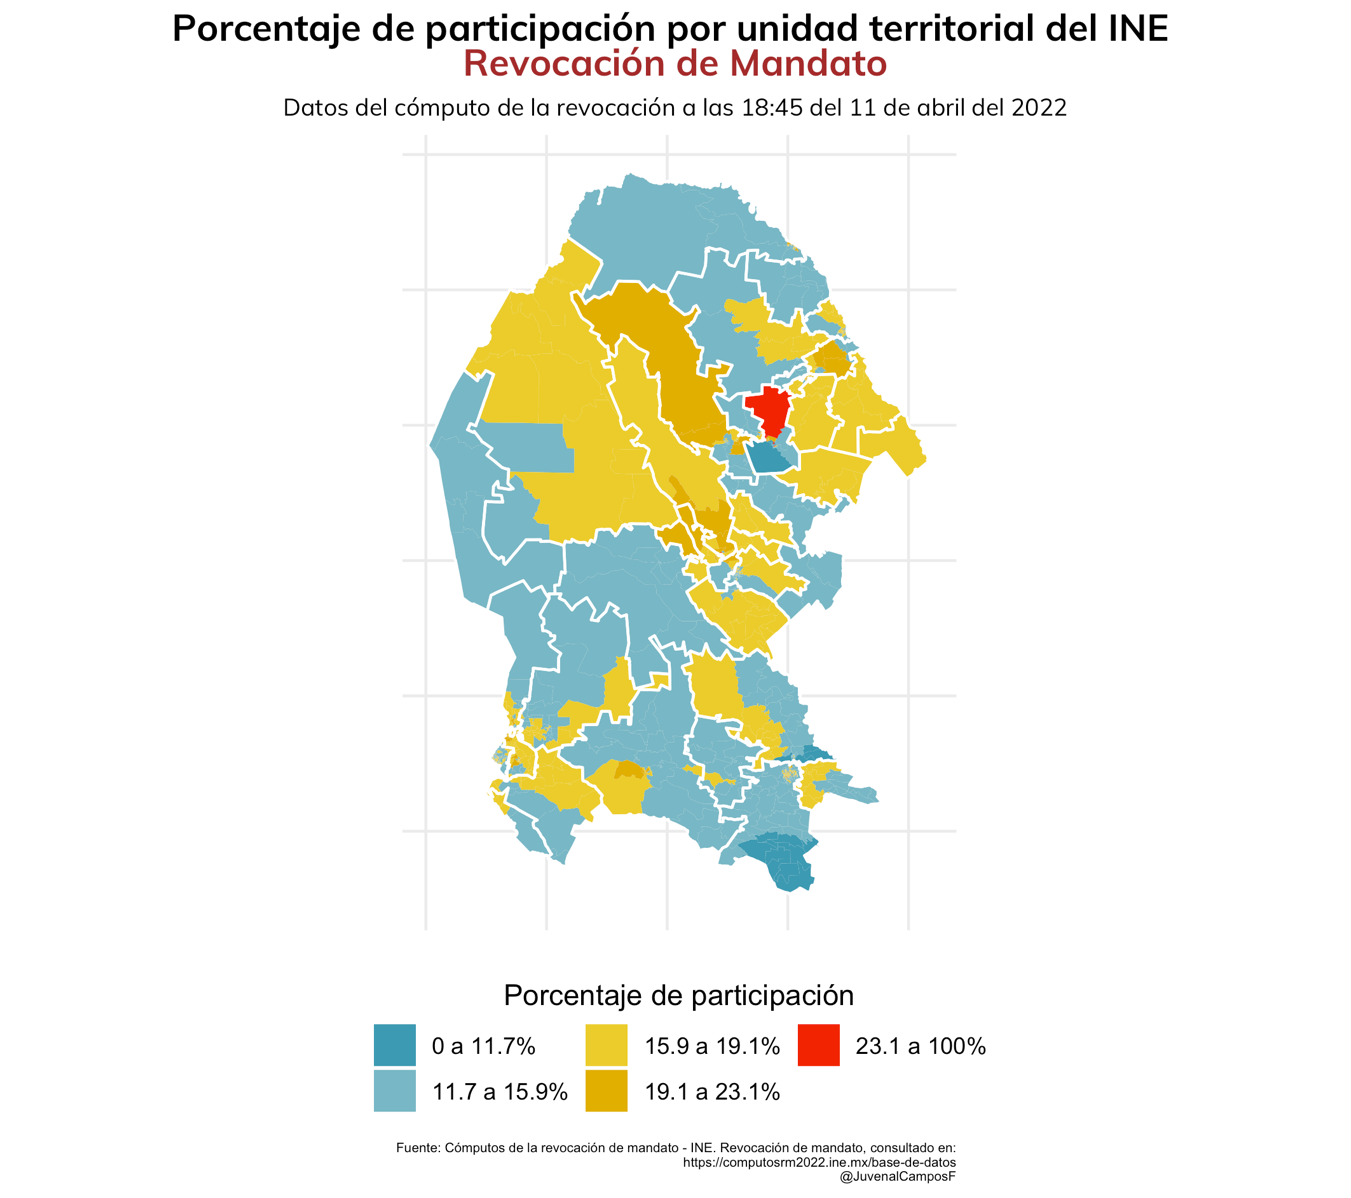 Porcentaje de participación por unidad territorial del INE
Revocación de Mandato
Datos del cómputo de la revocación a las 18:45 del 11 de abril del 2022
Porcentaje de participación
0 a 11.7%
15.9 a 19.1%
23.1 a 100%
11.7 a 15.9%
19.1 a 23.1%
Fuente: Cómputos de la revocación de mandato - INE. Revocación de mandato, consultado en:
https://computosrm2022.ine.mx/base-de-datos
@JuvenalCamposF